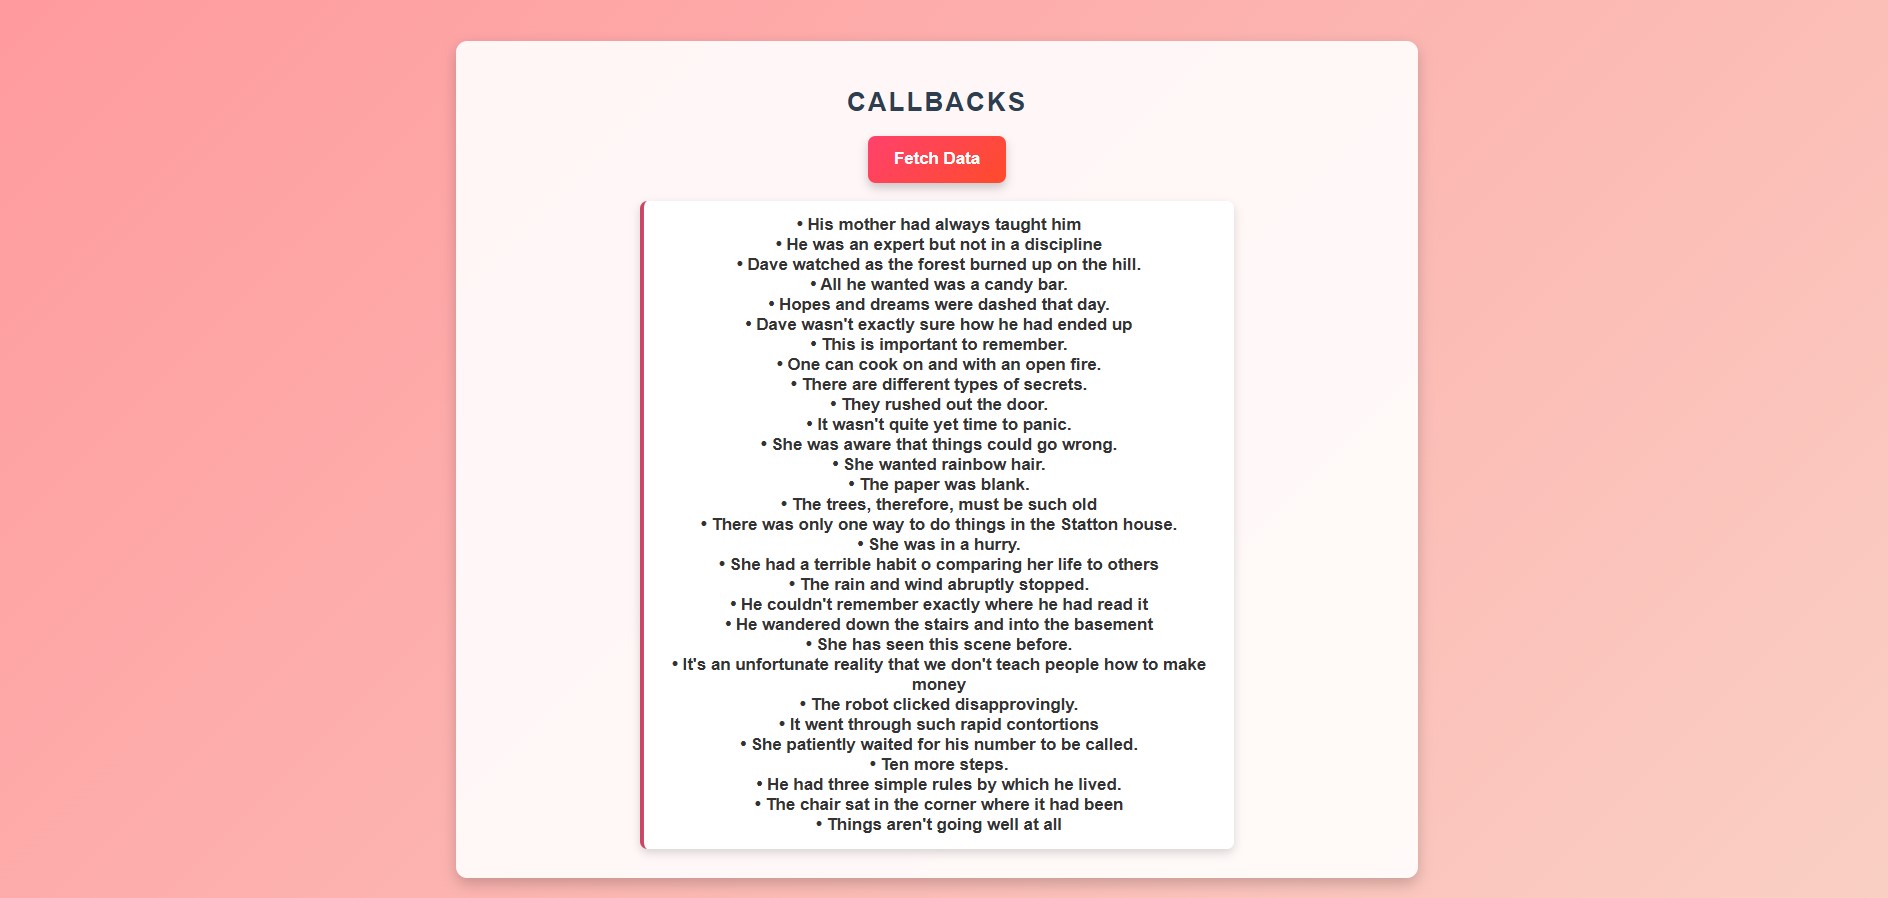 CALLBACKS
Fetch Data
• His mother had always taught him
• He was an expert but not in a discipline
• Dave watched as the forest burned up on the hill.
• All he wanted was a candy bar.
• Hopes and dreams were dashed that day.
• Dave wasn't exactly sure how he had ended up
• This is important to remember.
• One can cook on and with an open fire.
• There are different types of secrets.
• They rushed out the door.
• It wasn't quite yet time to panic.
• She was aware that things could go wrong.
• She wanted rainbow hair.
• The paper was blank.
• The trees, therefore, must be such old
• There was only one way to do things in the Statton house.
• She was in a hurry.
• She had a terrible habit o comparing her life to others
• The rain and wind abruptly stopped.
• He couldn't remember exactly where he had read it
• He wandered down the stairs and into the basement
• She has seen this scene before.
• It's an unfortunate reality that we don't teach people how to make
money
• The robot clicked disapprovingly.
• It went through such rapid contortions
• She patiently waited for his number to be called.
• Ten more steps.
• He had three simple rules by which he lived.
• The chair sat in the corner where it had been
• Things aren't going well at all